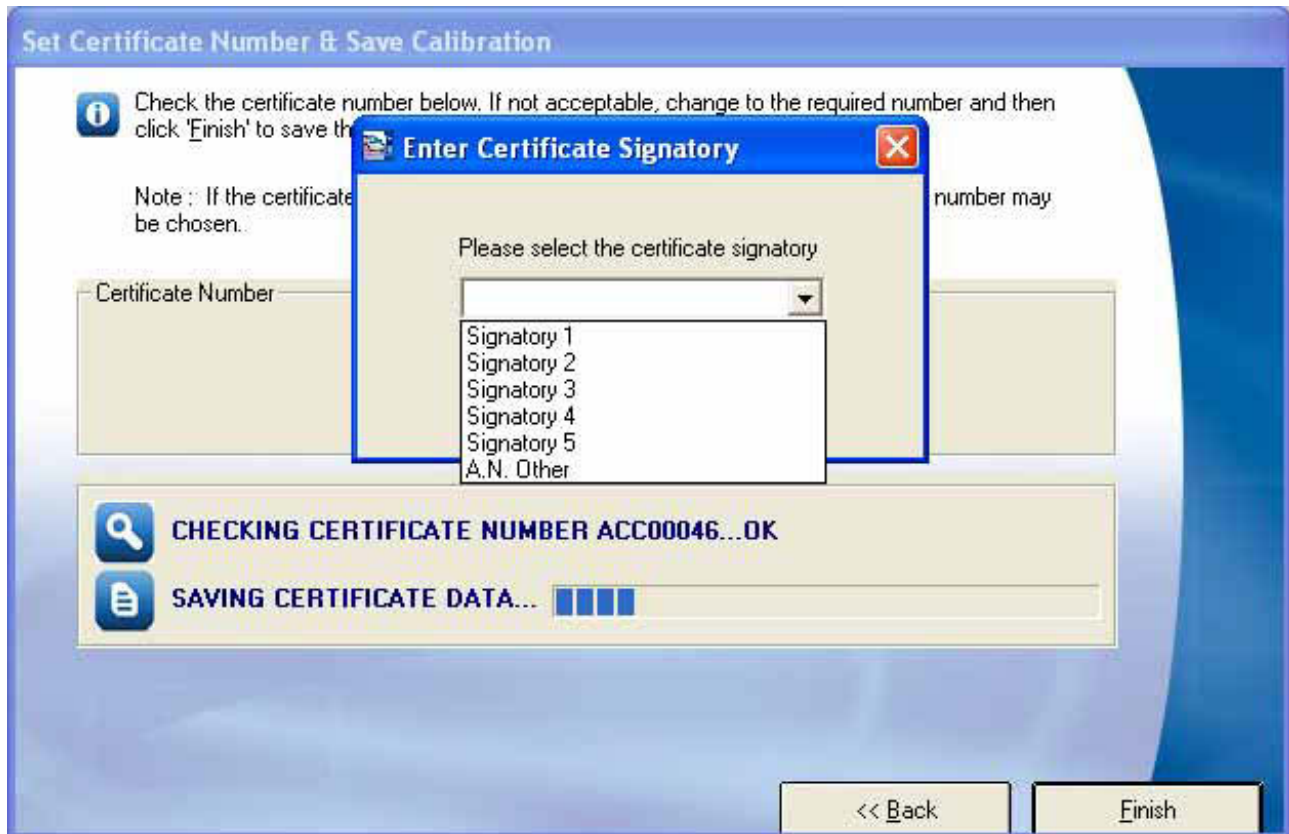 Set Certificate Number & Save Calibration
Check the certificate number below. If not acceptable, change to the required number and then
click 'Finish' to save th
Enter Certificate Signatory
Note : If the certificate
number may
be chosen.
Please select the certificate signatory
Certificate Number
Signatory 1
Signatory 2
Signatory 3
Signatory 4
Signatory 5
A.N. Other
CHECKING CERTIFICATE NUMBER ACC00046...OK
SAVING CERTIFICATE DATA...
<< Back
Finish